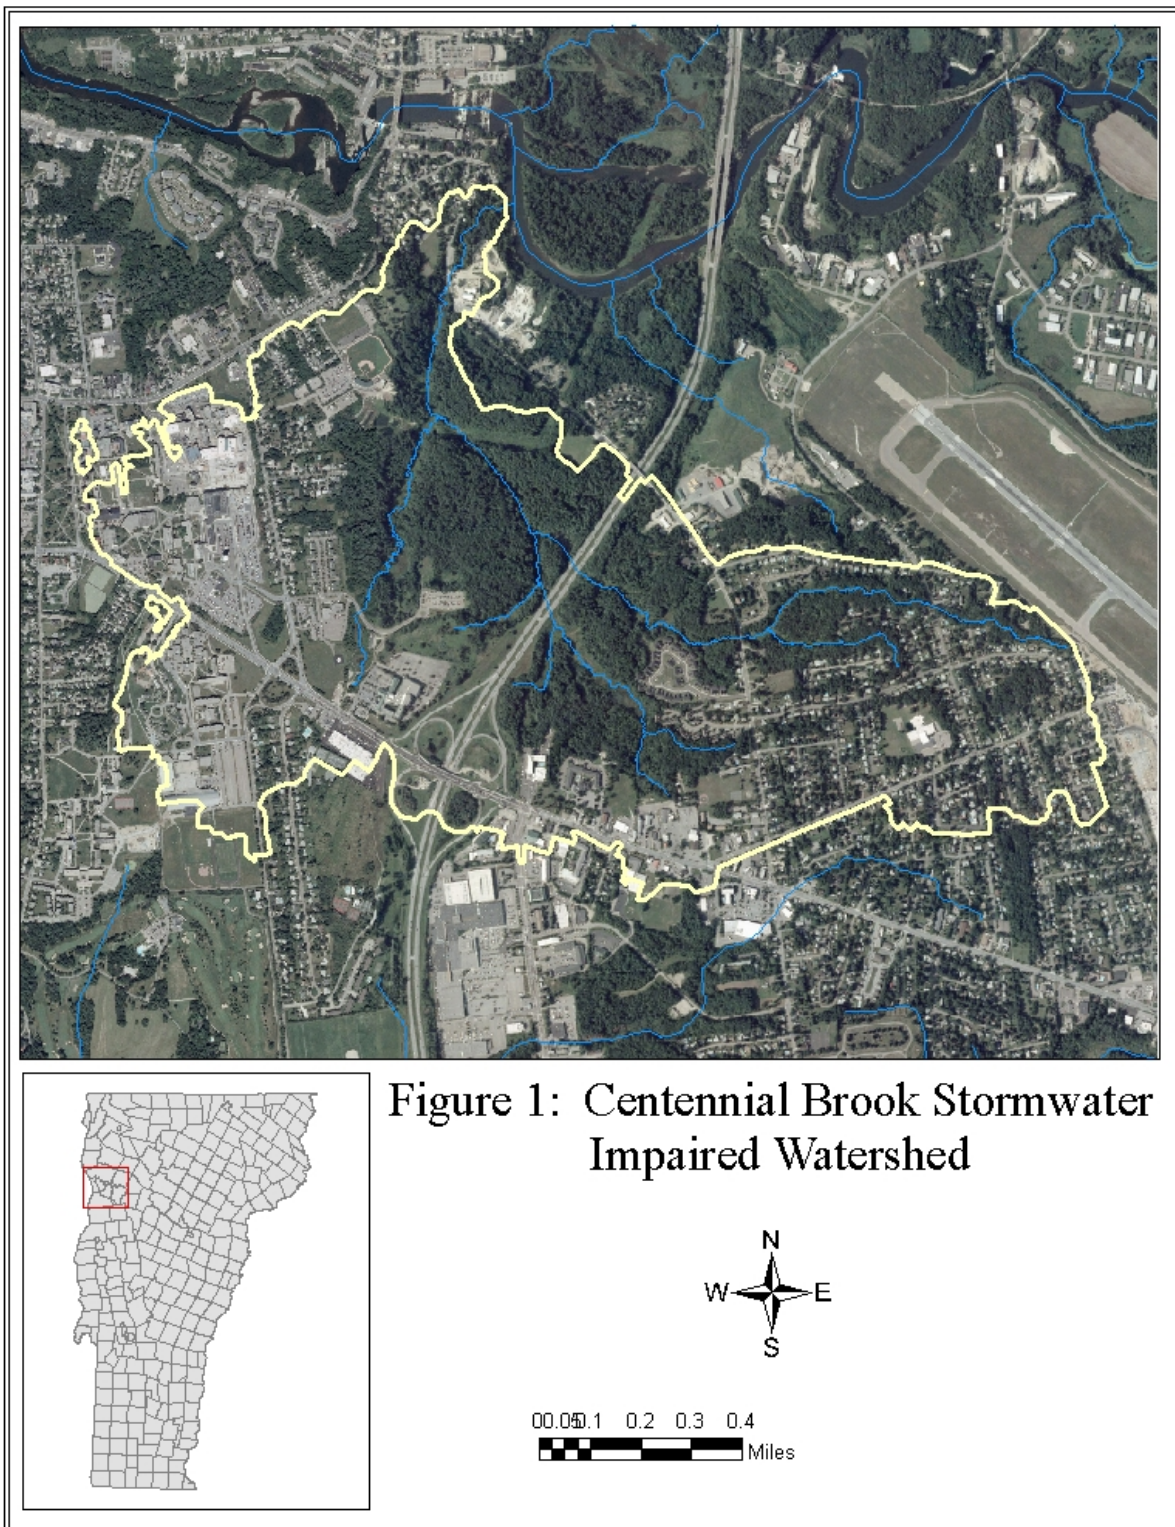 Figure 1: Centennial Brook Stormwater
Impaired Watershed
N
W E
S
00.050.1 0.2 0.3 0.4
Miles